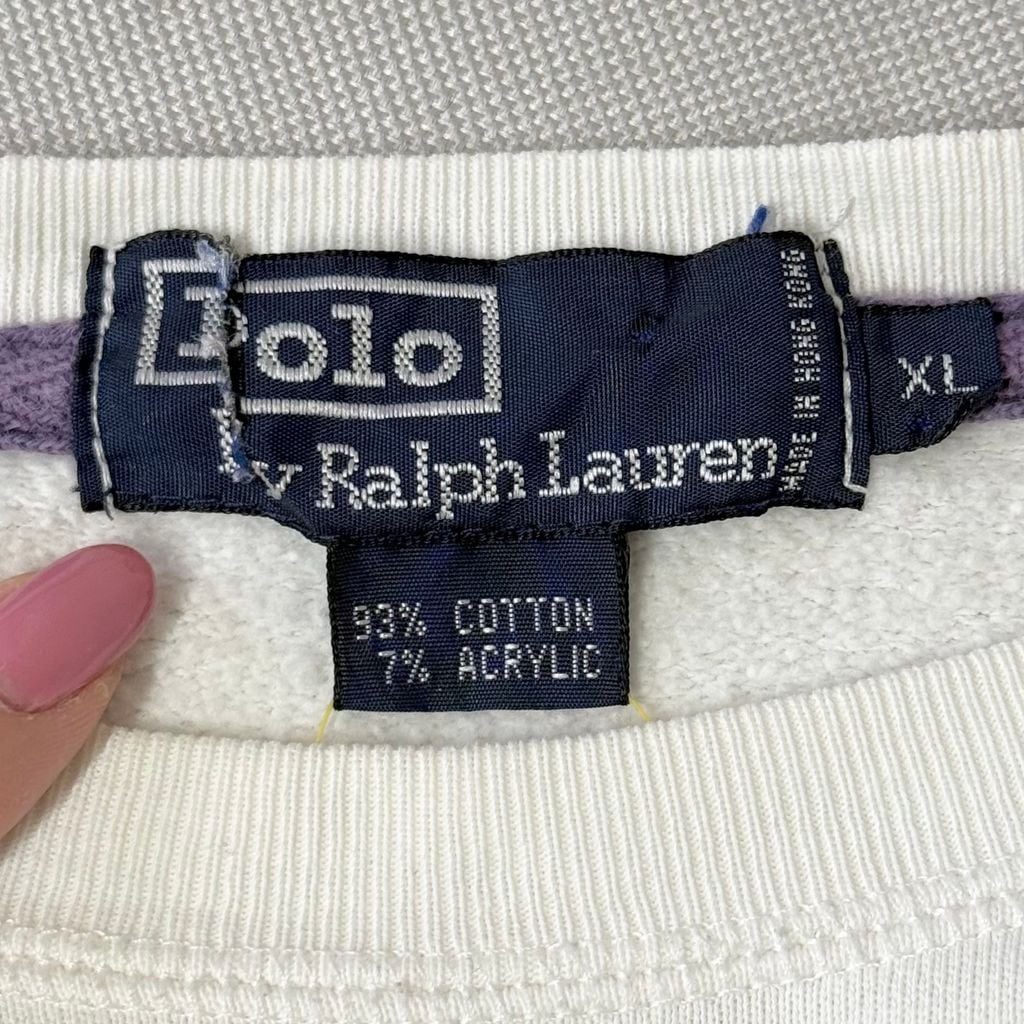 Polo
by Ralph Lauren
MADE IN HONG KONG
XL
93% COTTON
7% ACRYLIC